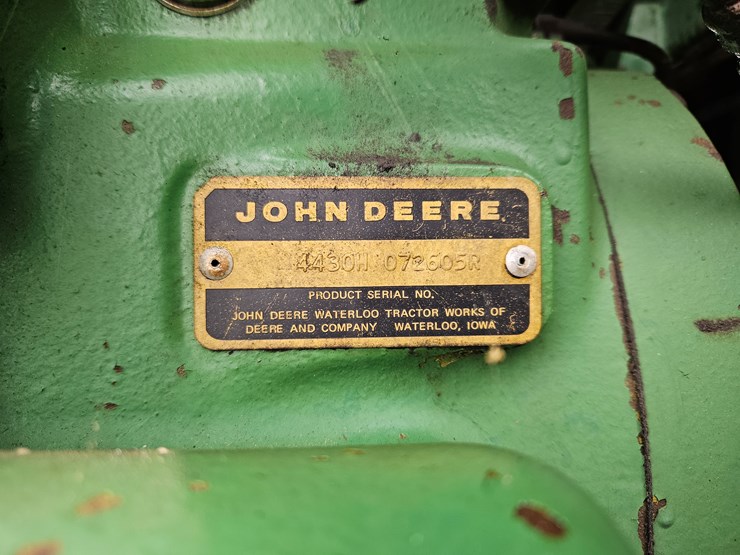 JOHN DEERE
4430H 072605R
PRODUCT SERIAL NO.
JOHN DEERE WATERLOO TRACTOR WORKS OF
DEERE AND COMPANY WATERLOO, IOWA